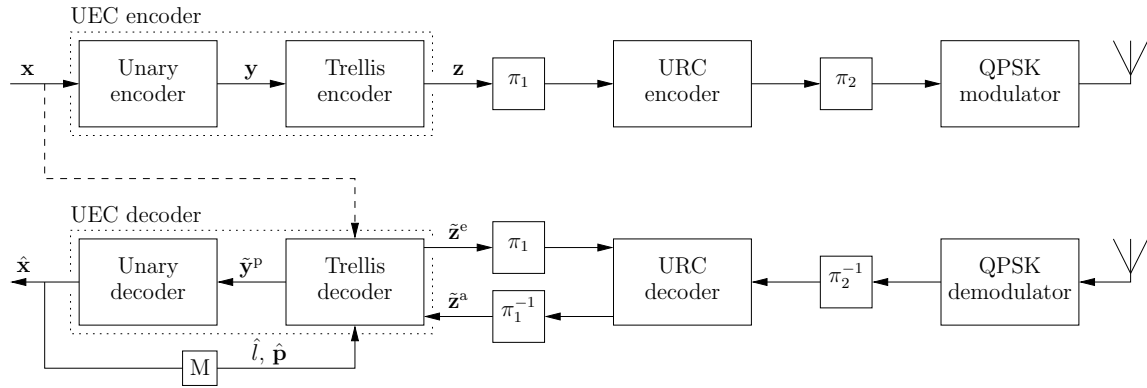 UEC encoder
x
Unary
encoder
y
Trellis
encoder
z
π₁
URC
encoder
π₂
QPSK
modulator
UEC decoder
x̂
Unary
decoder
ỹᵖ
Trellis
decoder
z̃ᵉ
π₁
z̃ᵃ
π₁⁻¹
URC
decoder
π₂⁻¹
QPSK
demodulator
M
l̂, p̂